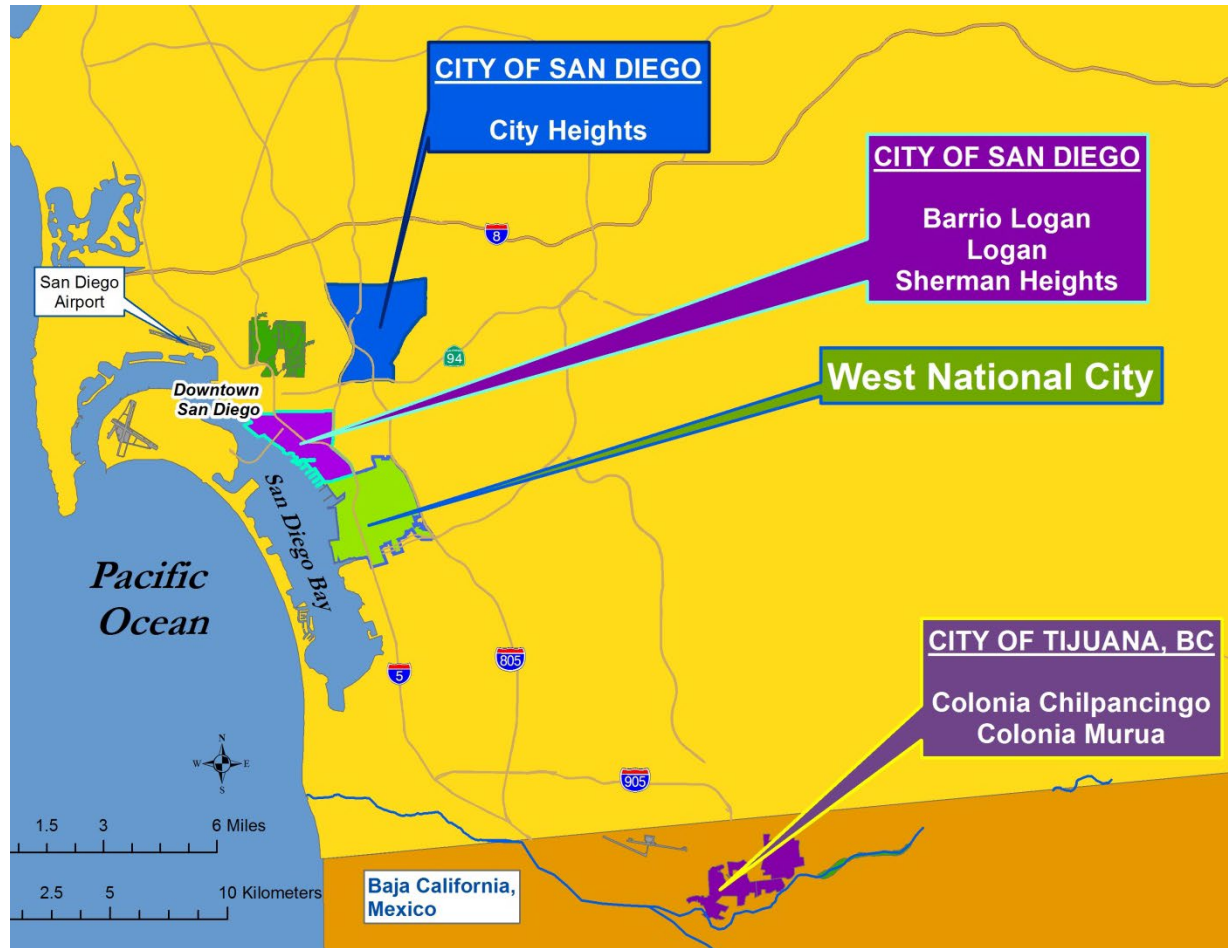 CITY OF SAN DIEGO
City Heights
CITY OF SAN DIEGO
Barrio Logan
Logan
Sherman Heights
8
San Diego
Airport
94
West National City
Downtown
San Diego
San Diego Bay
Pacific
Ocean
CITY OF TIJUANA, BC
Colonia Chilpancingo
Colonia Murua
805
5
905
N
W E
S
1.5 3 6 Miles
2.5 5 10 Kilometers
Baja California,
Mexico